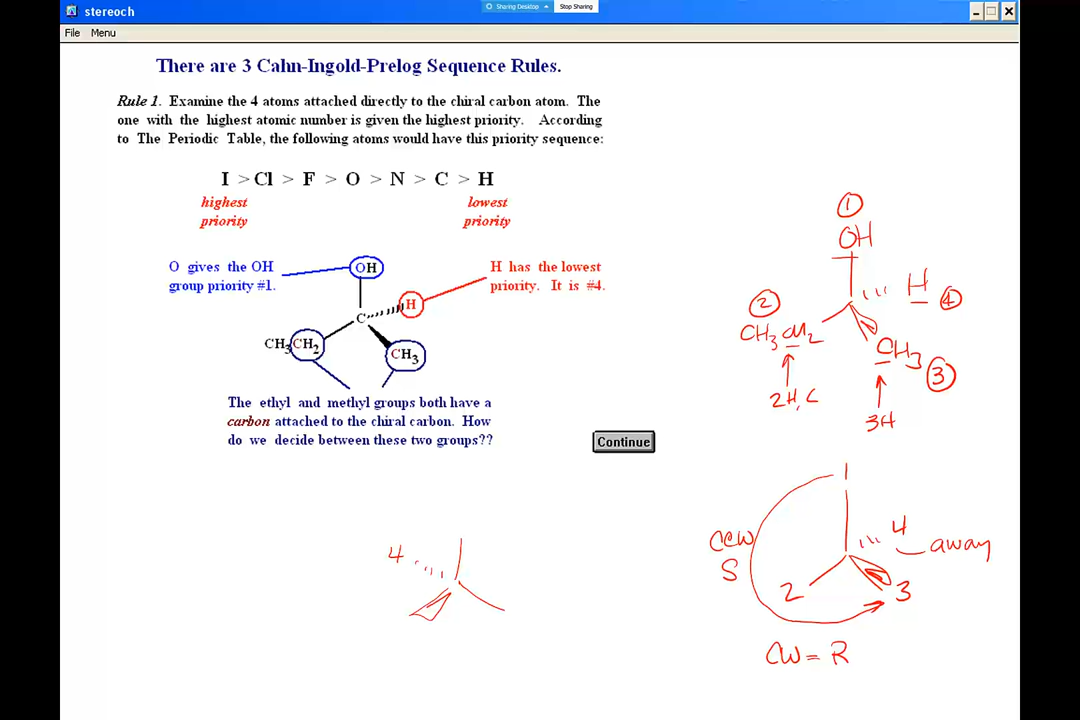 Sharing Desktop Stop Sharing
stereoch
File Menu
There are 3 Cahn-Ingold-Prelog Sequence Rules.
Rule 1. Examine the 4 atoms attached directly to the chiral carbon atom. The
one with the highest atomic number is given the highest priority. According
to The Periodic Table, the following atoms would have this priority sequence:
I > Cl > F > O > N > C > H
highest
priority
lowest
priority
O gives the OH
group priority #1.
OH
H has the lowest
priority. It is #4.
H
C
CH3CH2
CH3
The ethyl and methyl groups both have a
carbon attached to the chiral carbon. How
do we decide between these two groups??
Continue
1
OH
H 4
2
CH3CH2
CH3
3
2H, C
3H
1
4
away
CCW
S
2
3
CW = R
4